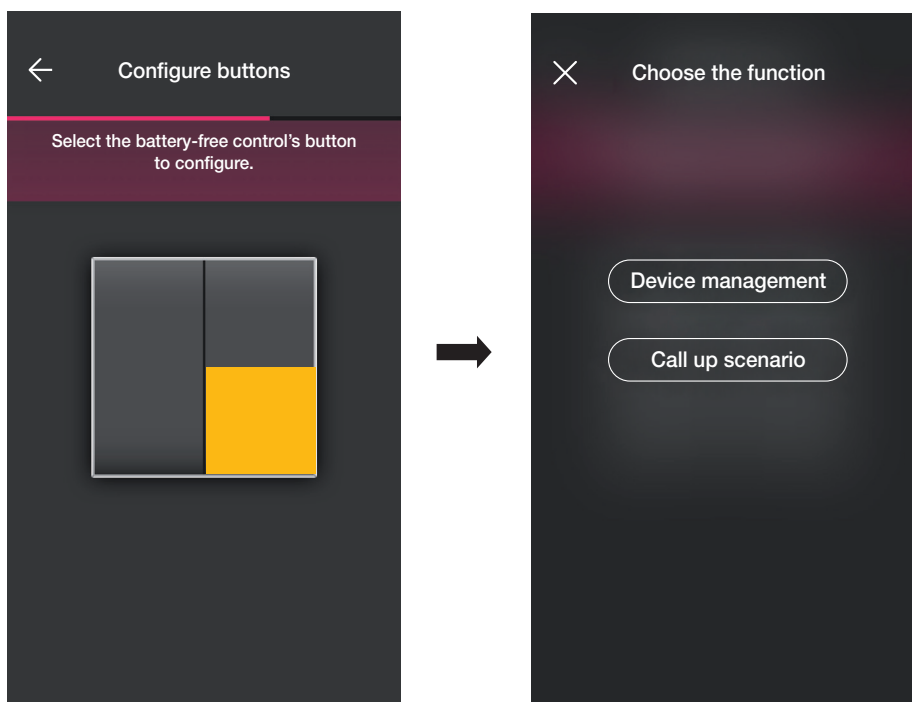 Configure buttons
Select the battery-free control's button
to configure.
Choose the function
Device management
Call up scenario